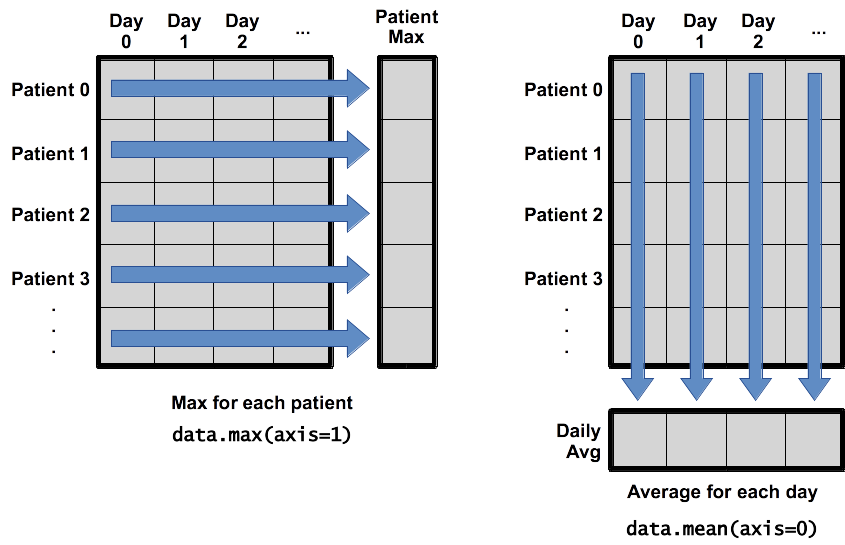 Day 0
Day 1
Day 2
...
Patient Max
Patient 0
Patient 1
Patient 2
Patient 3
.
.
.
Max for each patient
data.max(axis=1)
Day 0
Day 1
Day 2
...
Patient 0
Patient 1
Patient 2
Patient 3
.
.
.
Daily Avg
Average for each day
data.mean(axis=0)